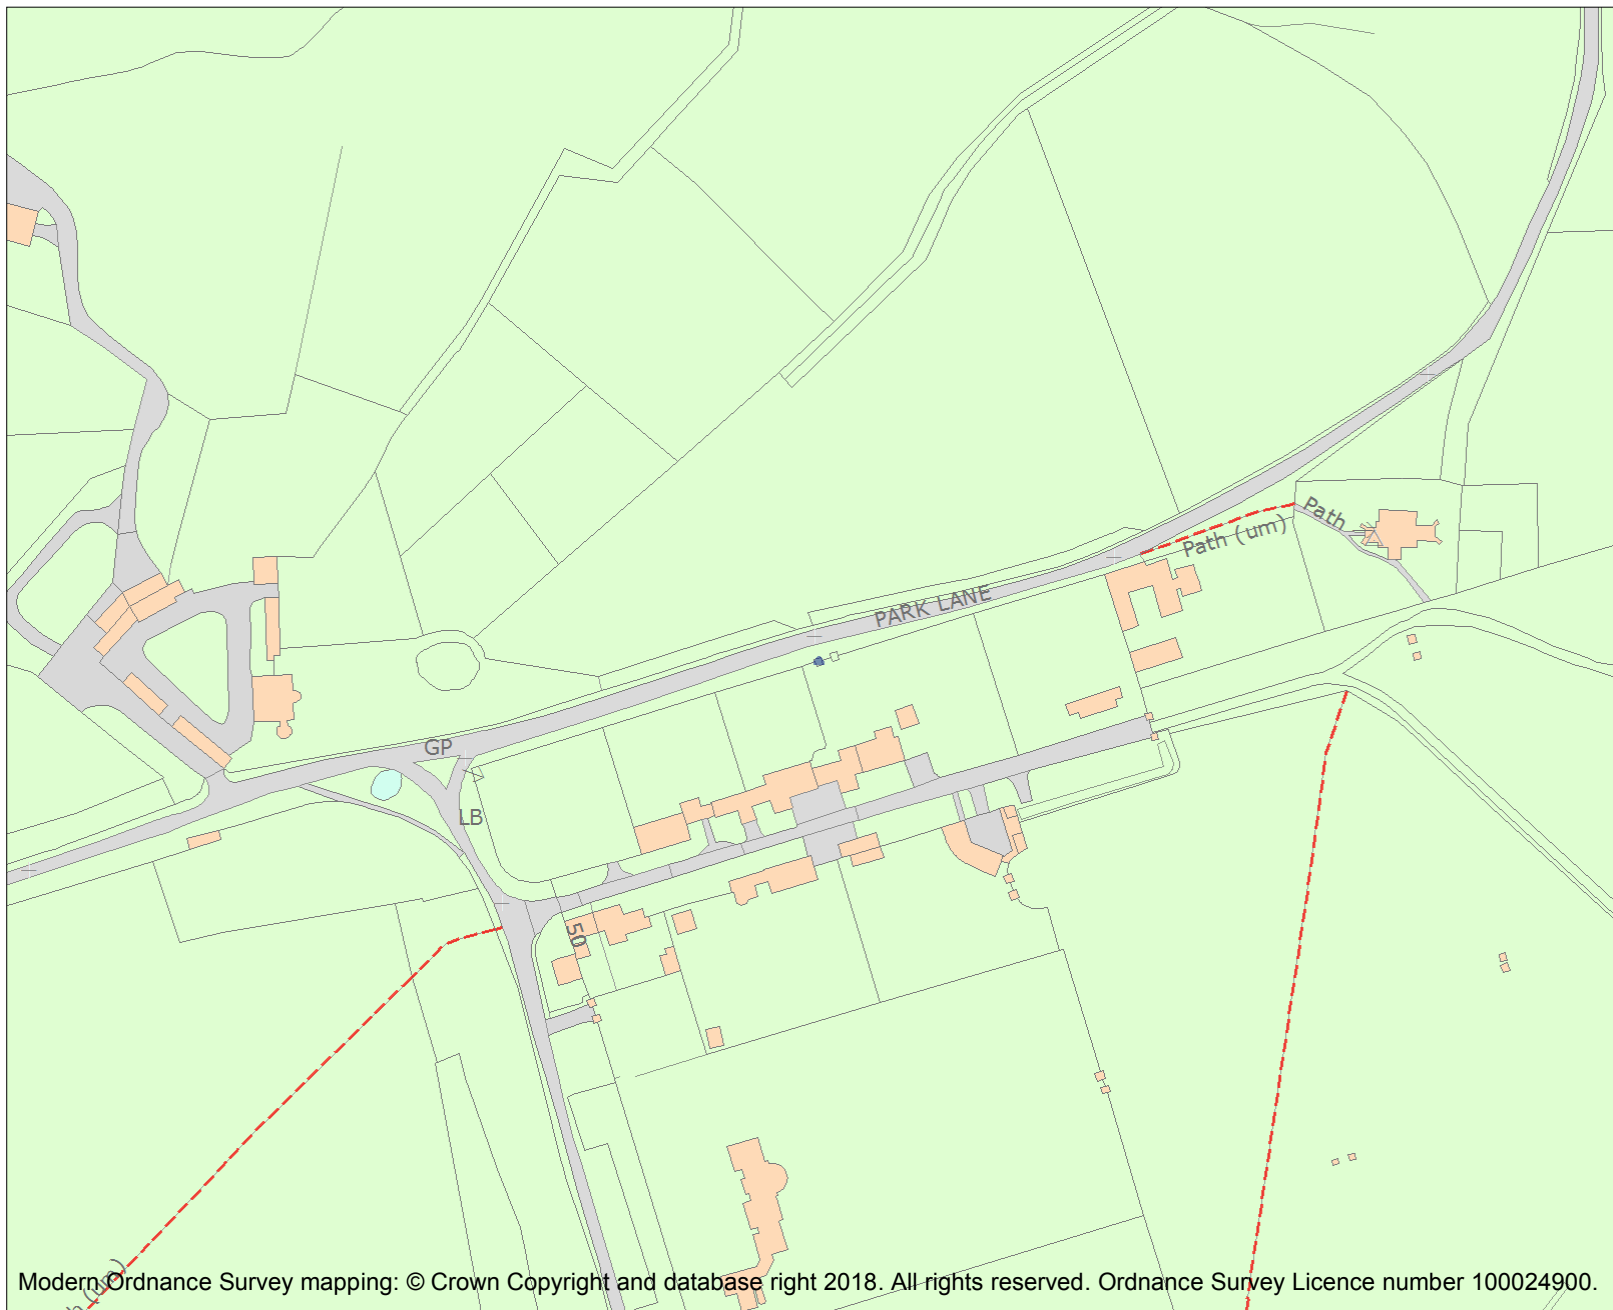 Path
Path (um)
PARK LANE
GP
LB
50
(um)
Modern Ordnance Survey mapping: © Crown Copyright and database right 2018. All rights reserved. Ordnance Survey Licence number 100024900.